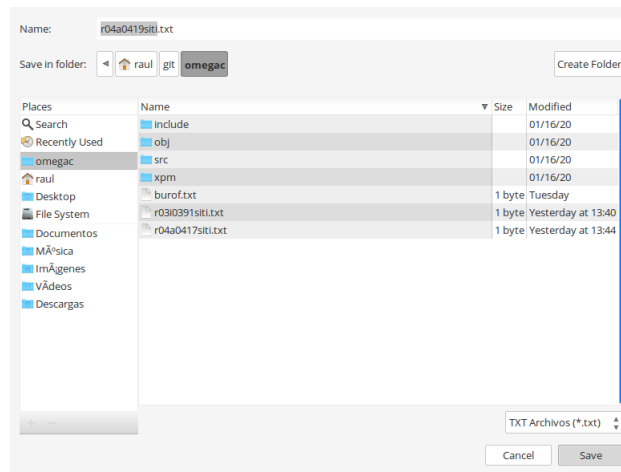 Name: r04a0419siti.txt
Save in folder: raul git omegac Create Folder
Places Name Size Modified
Search include 01/16/20
Recently Used obj 01/16/20
omegac src 01/16/20
raul xpm 01/16/20
Desktop burof.txt 1 byte Tuesday
File System r03i0391siti.txt 1 byte Yesterday at 13:40
Documentos r04a0417siti.txt 1 byte Yesterday at 13:44
MÃºsica
ImÃ¡genes
VÃ­deos
Descargas
TXT Archivos (*.txt)
Cancel Save